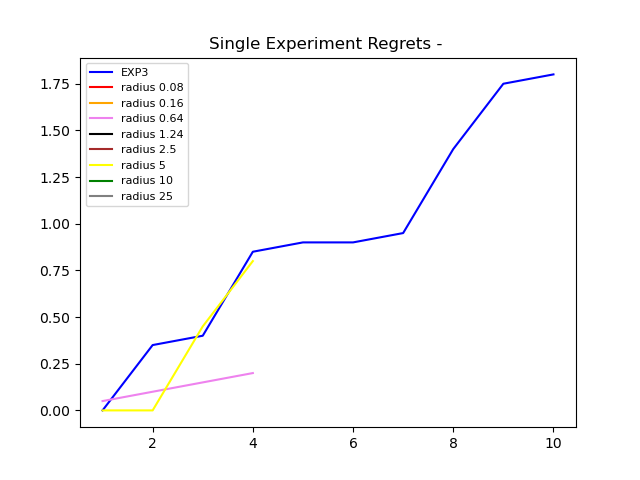 Single Experiment Regrets -
EXP3
radius 0.08
radius 0.16
radius 0.64
radius 1.24
radius 2.5
radius 5
radius 10
radius 25
1.75
1.50
1.25
1.00
0.75
0.50
0.25
0.00
2 4 6 8 10